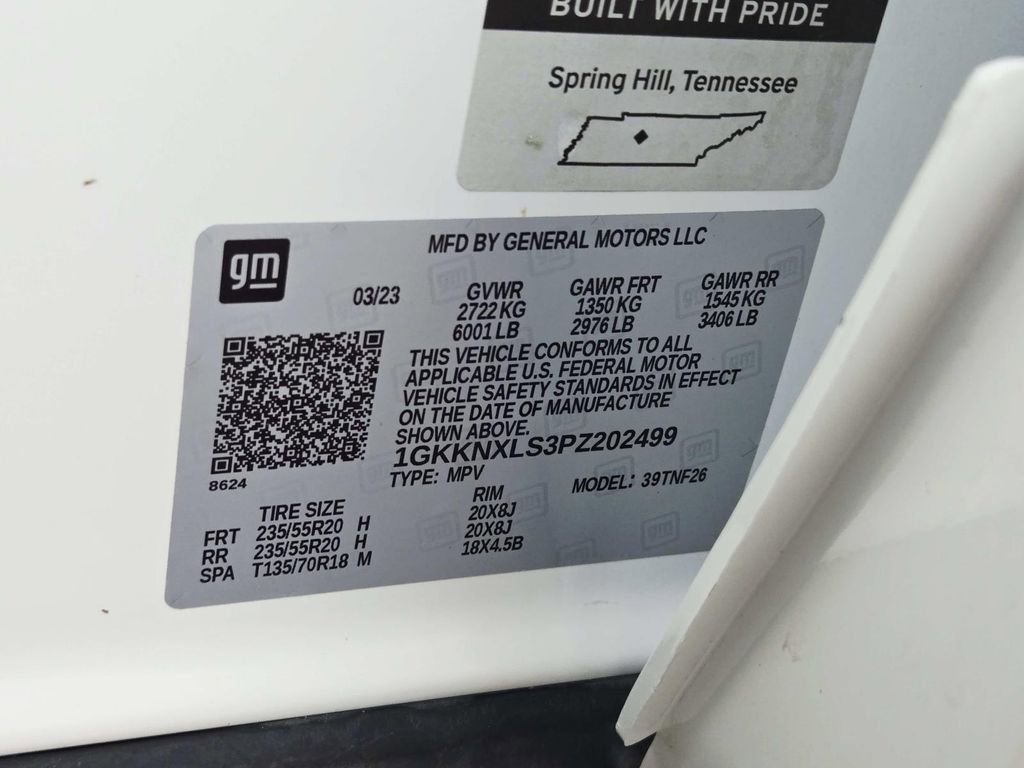 BUILT WITH PRIDE
Spring Hill, Tennessee
gm
MFD BY GENERAL MOTORS LLC
03/23
GVWR
2722 KG
6001 LB
GAWR FRT
1350 KG
2976 LB
GAWR RR
1545 KG
3406 LB
THIS VEHICLE CONFORMS TO ALL
APPLICABLE U.S. FEDERAL MOTOR
VEHICLE SAFETY STANDARDS IN EFFECT
ON THE DATE OF MANUFACTURE
SHOWN ABOVE.
1GKKNXLS3PZ202499
8624
TYPE: MPV
MODEL: 39TNF26
TIRE SIZE
RIM
FRT 235/55R20 H 20X8J
RR 235/55R20 H 20X8J
SPA T135/70R18 M 18X4.5B